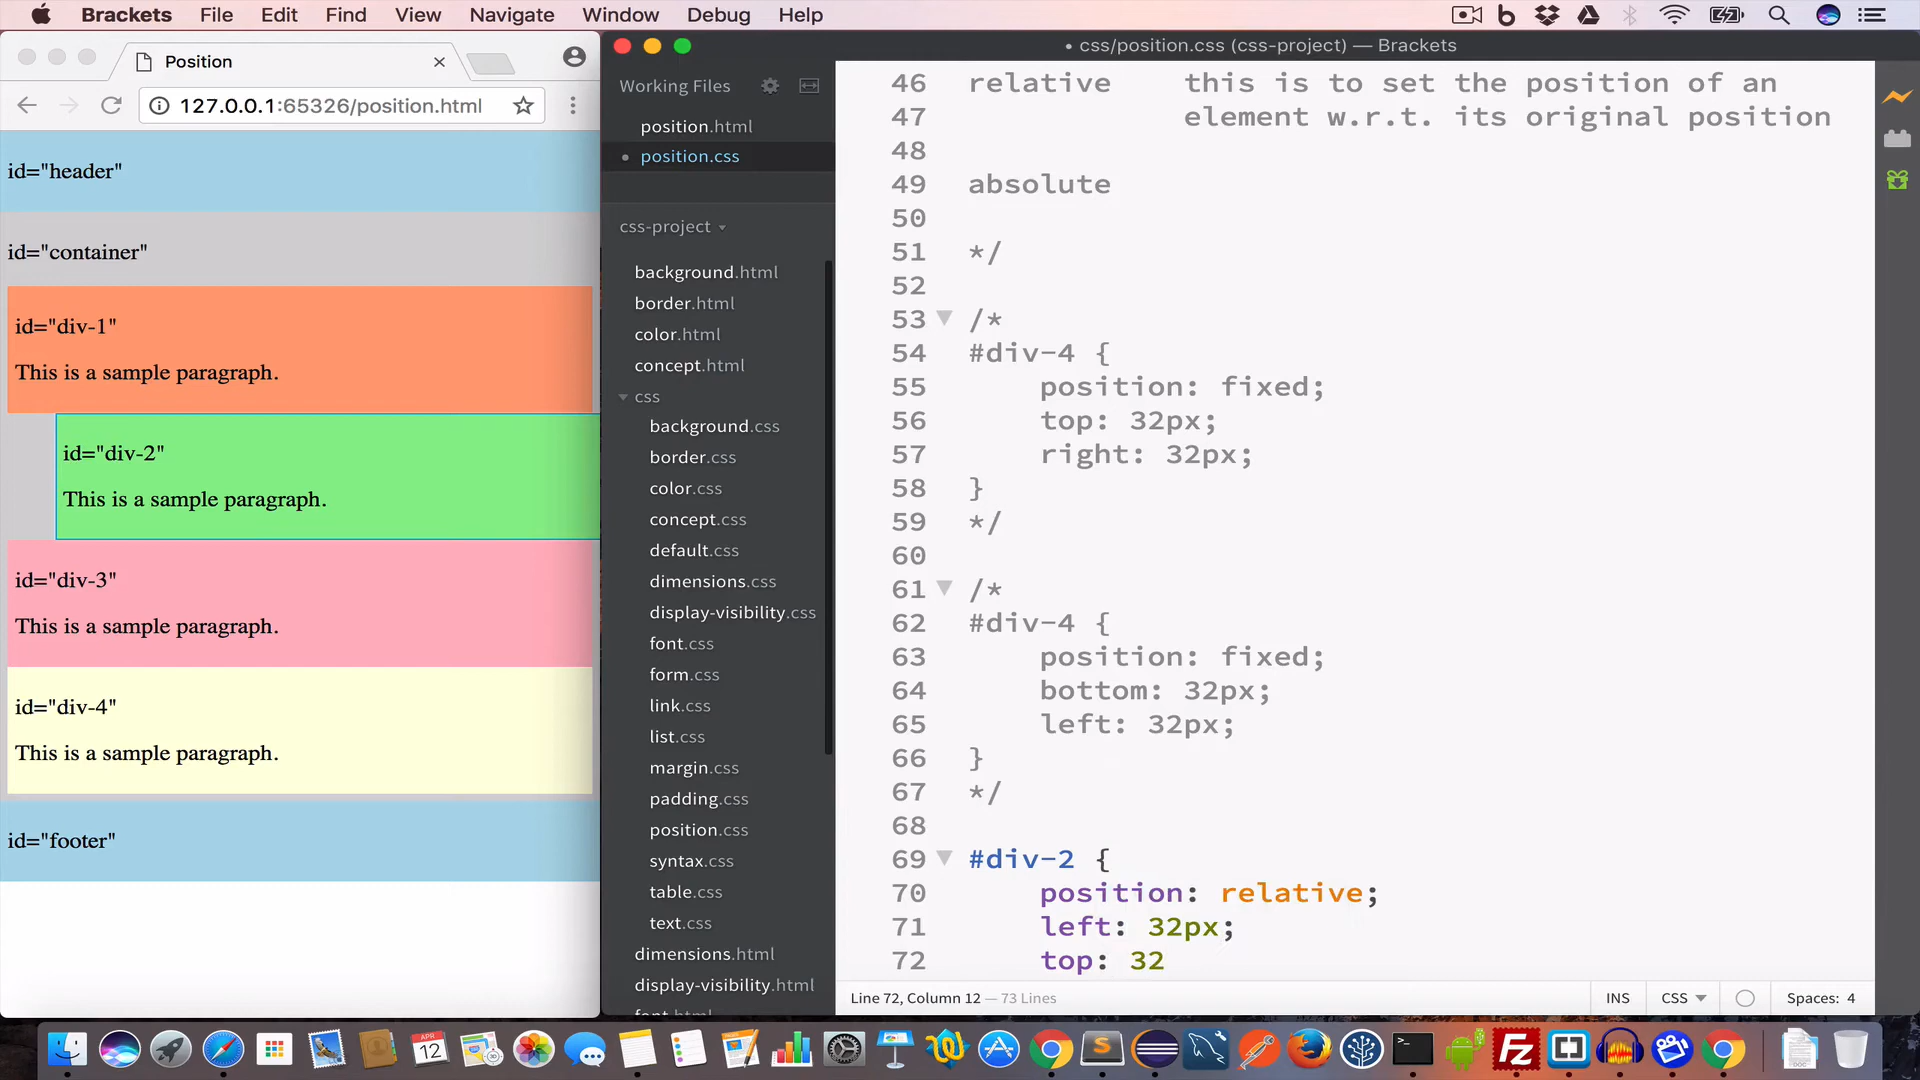 Brackets File Edit Find View Navigate Window Debug Help
Position
127.0.0.1:65326/position.html
id="header"
id="container"
id="div-1"
This is a sample paragraph.
id="div-2"
This is a sample paragraph.
id="div-3"
This is a sample paragraph.
id="div-4"
This is a sample paragraph.
id="footer"
• css/position.css (css-project) — Brackets
Working Files
position.html
position.css
css-project
background.html
border.html
color.html
concept.html
css
background.css
border.css
color.css
concept.css
default.css
dimensions.css
display-visibility.css
font.css
form.css
link.css
list.css
margin.css
padding.css
position.css
syntax.css
table.css
text.css
dimensions.html
display-visibility.html
font.html
46 relative this is to set the position of an
47 element w.r.t. its original position
48
49 absolute
50
51 */
52
53 /*
54 #div-4 {
55 position: fixed;
56 top: 32px;
57 right: 32px;
58 }
59 */
60
61 /*
62 #div-4 {
63 position: fixed;
64 bottom: 32px;
65 left: 32px;
66 }
67 */
68
69 #div-2 {
70 position: relative;
71 left: 32px;
72 top: 32
Line 72, Column 12 — 73 Lines
INS CSS Spaces: 4
APR
12